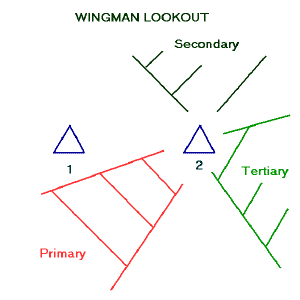 WINGMAN LOOKOUT
Secondary
1
2
Tertiary
Primary